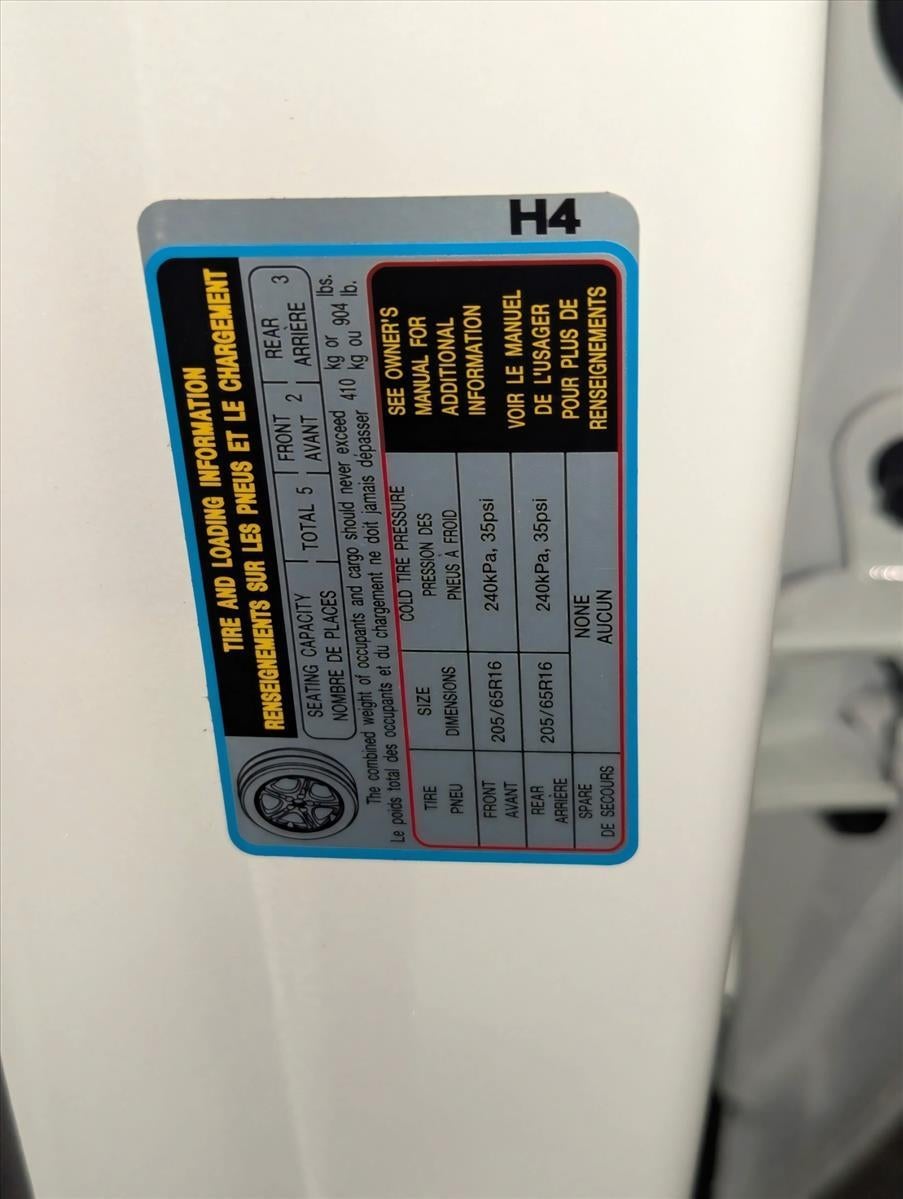 H4
TIRE AND LOADING INFORMATION
RENSEIGNEMENTS SUR LES PNEUS ET LE CHARGEMENT
SEATING CAPACITY TOTAL 5 FRONT 2 REAR 3
NOMBRE DE PLACES AVANT ARRIÈRE
The combined weight of occupants and cargo should never exceed 410 kg or 904 lbs.
Le poids total des occupants et du chargement ne doit jamais dépasser 410 kg ou 904 lb.
TIRE SIZE COLD TIRE PRESSURE
PNEU DIMENSIONS PRESSION DES
PNEUS À FROID
FRONT 205/65R16 240kPa, 35psi
AVANT
REAR 205/65R16 240kPa, 35psi
ARRIÈRE
SPARE NONE
DE SECOURS AUCUN
SEE OWNER'S
MANUAL FOR
ADDITIONAL
INFORMATION
VOIR LE MANUEL
DE L'USAGER
POUR PLUS DE
RENSEIGNEMENTS